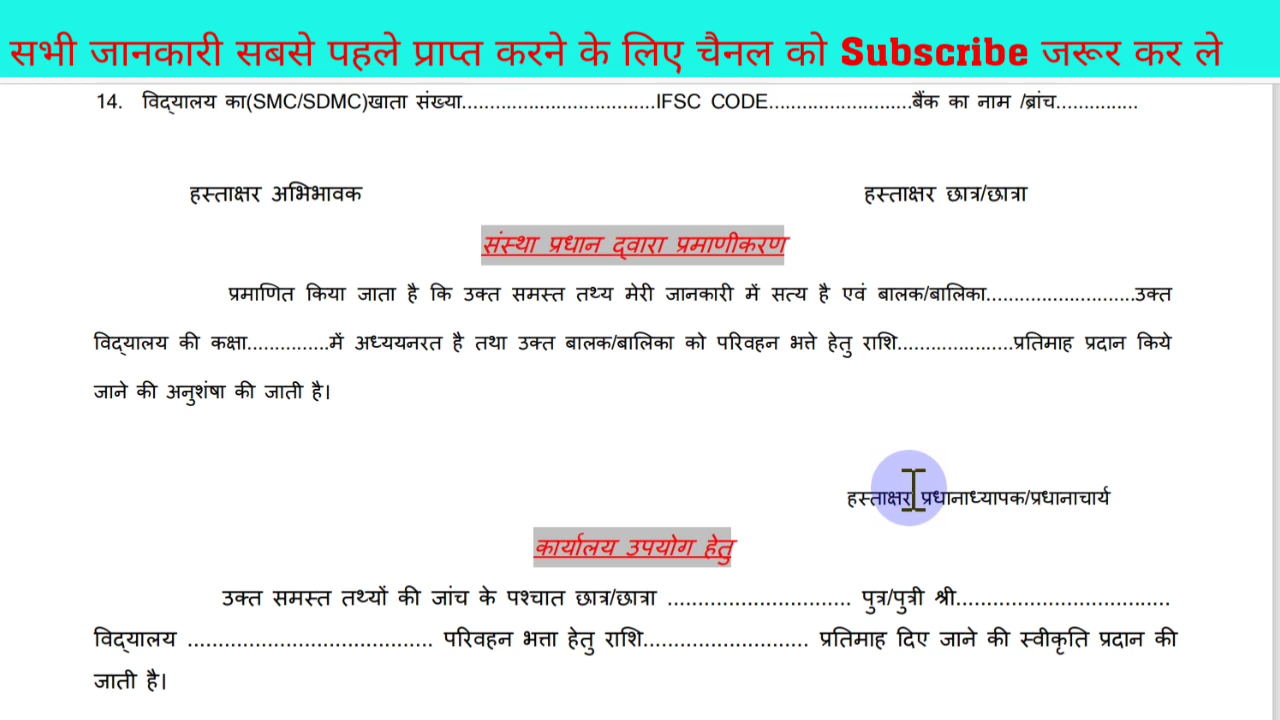 सभी जानकारी सबसे पहले प्राप्त करने के लिए चैनल को Subscribe जरूर कर ले
14. विद्यालय का(SMC/SDMC)खाता संख्या...................................IFSC CODE..........................बैंक का नाम /ब्रांच...............
हस्ताक्षर अभिभावक हस्ताक्षर छात्र/छात्रा
संस्था प्रधान द्वारा प्रमाणीकरण
प्रमाणित किया जाता है कि उक्त समस्त तथ्य मेरी जानकारी में सत्य है एवं बालक/बालिका...........................उक्त
विद्यालय की कक्षा...............में अध्ययनरत है तथा उक्त बालक/बालिका को परिवहन भत्ते हेतु राशि.....................प्रतिमाह प्रदान किये
जाने की अनुशंषा की जाती है।
हस्ताक्षर प्रधानाध्यापक/प्रधानाचार्य
कार्यालय उपयोग हेतु
उक्त समस्त तथ्यों की जांच के पश्चात छात्र/छात्रा .............................. पुत्र/पुत्री श्री...................................
विद्यालय ........................................ परिवहन भत्ता हेतु राशि........................... प्रतिमाह दिए जाने की स्वीकृति प्रदान की
जाती है।